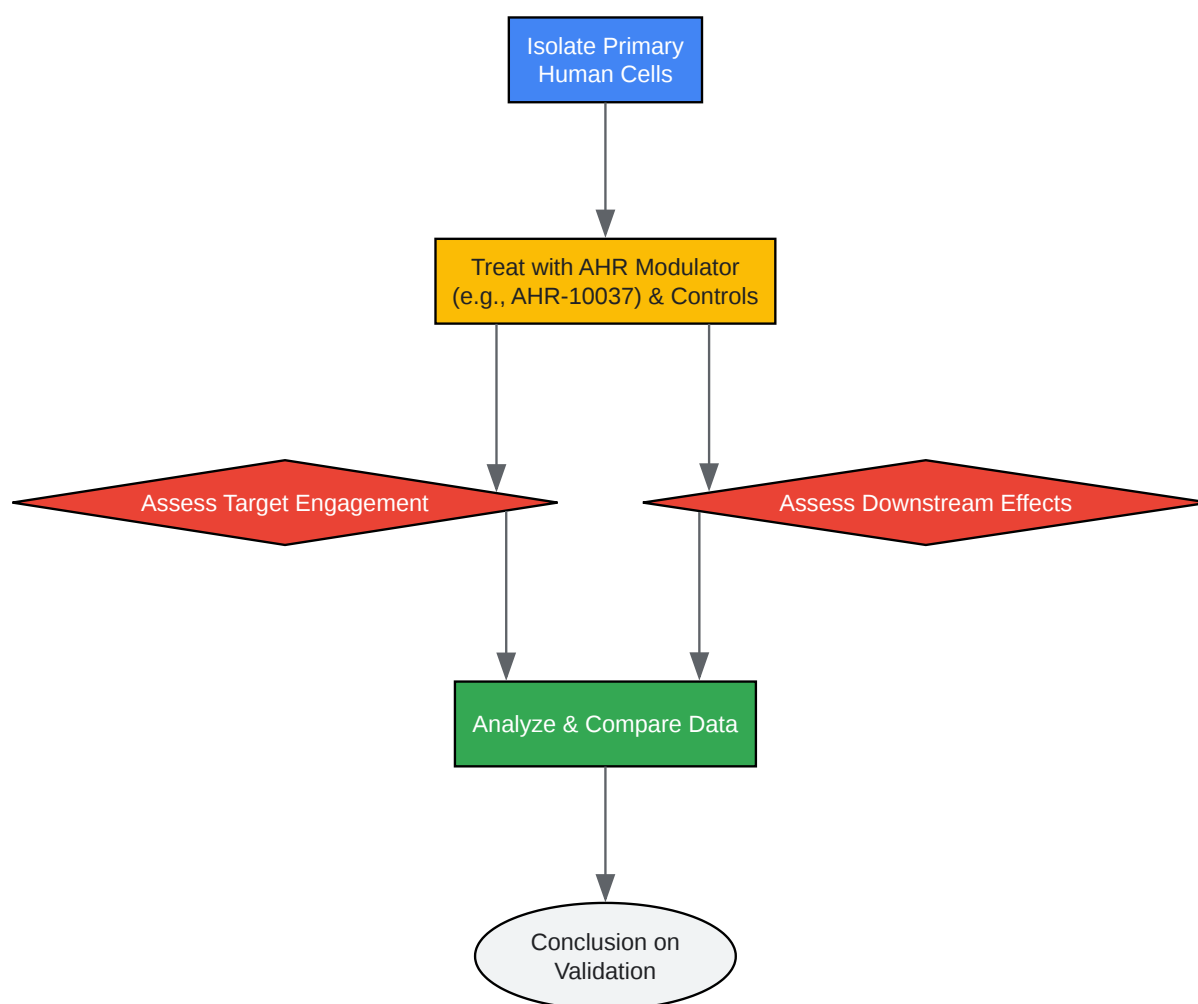 Isolate Primary
Human Cells
Treat with AHR Modulator
(e.g., AHR-10037) & Controls
Assess Target Engagement
Assess Downstream Effects
Analyze & Compare Data
Conclusion on
Validation